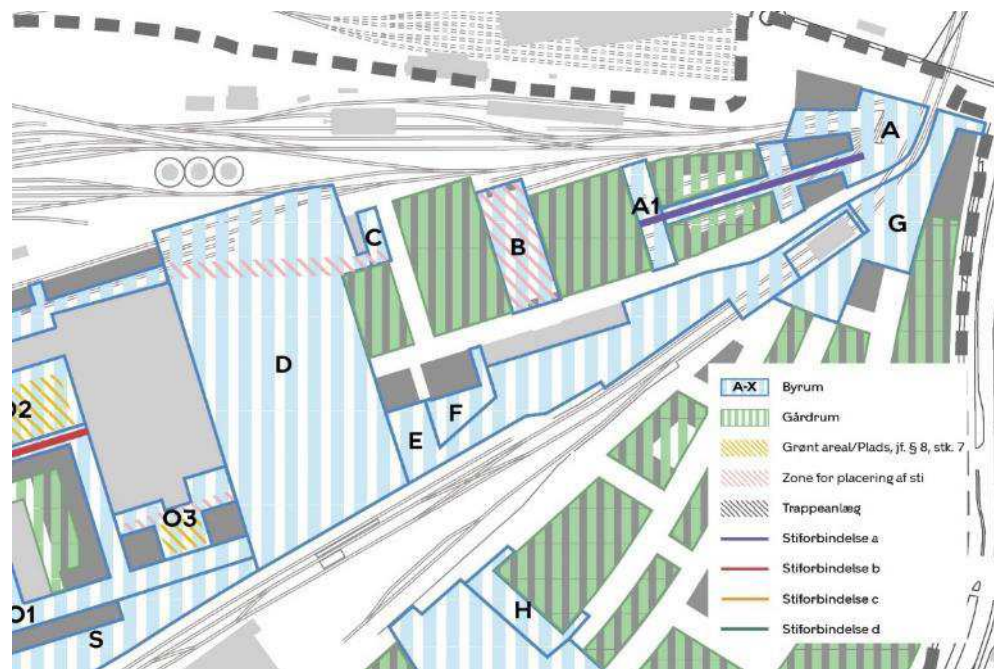 A
A1
G
C
B
D
A-X Byrum
Gårdrum
O2
F
E
Grønt areal/Plads, jf. § 8, stk. 7
Zone for placering af sti
Trappeanlæg
O3
Stiforbindelse a
Stiforbindelse b
Stiforbindelse c
H
O1
S
Stiforbindelse d